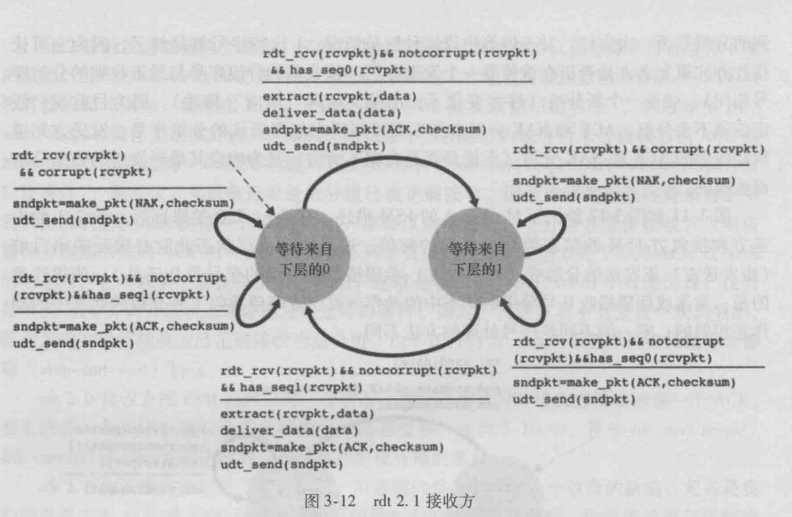 rdt_rcv(rcvpkt)&& notcorrupt(rcvpkt)
&& has_seq0(rcvpkt)
extract(rcvpkt,data)
deliver_data(data)
sndpkt=make_pkt(ACK,checksum)
udt_send(sndpkt)
rdt_rcv(rcvpkt)
&& corrupt(rcvpkt)
sndpkt=make_pkt(NAK,checksum)
udt_send(sndpkt)
rdt_rcv(rcvpkt) && corrupt(rcvpkt)
sndpkt=make_pkt(NAK,checksum)
udt_send(sndpkt)
等待来自
下层的0
等待来自
下层的1
rdt_rcv(rcvpkt)&& notcorrupt
(rcvpkt)&&has_seq1(rcvpkt)
sndpkt=make_pkt(ACK,checksum)
udt_send(sndpkt)
rdt_rcv(rcvpkt)&& notcorrupt
(rcvpkt)&&has_seq0(rcvpkt)
sndpkt=make_pkt(ACK,checksum)
udt_send(sndpkt)
rdt_rcv(rcvpkt) && notcorrupt(rcvpkt)
&& has_seq1(rcvpkt)
extract(rcvpkt,data)
deliver_data(data)
sndpkt=make_pkt(ACK,checksum)
udt_send(sndpkt)
图 3-12 rdt 2. 1 接收方